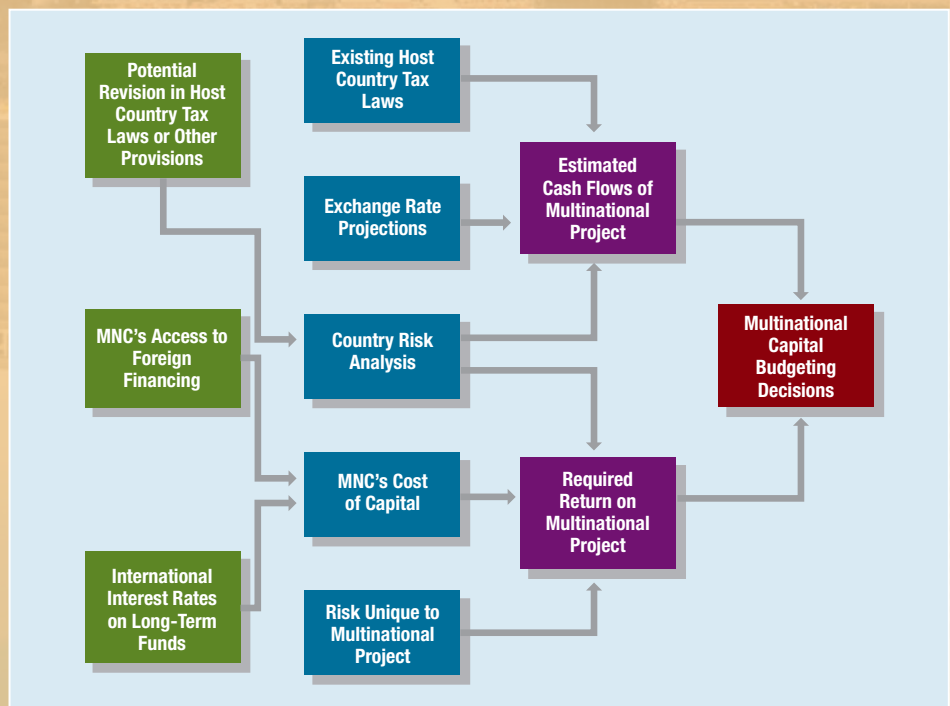 Potential
Revision in Host
Country Tax
Laws or Other
Provisions
MNC's Access to
Foreign
Financing
International
Interest Rates
on Long-Term
Funds
Existing Host
Country Tax
Laws
Exchange Rate
Projections
Country Risk
Analysis
MNC's Cost
of Capital
Risk Unique to
Multinational
Project
Estimated
Cash Flows of
Multinational
Project
Required
Return on
Multinational
Project
Multinational
Capital
Budgeting
Decisions